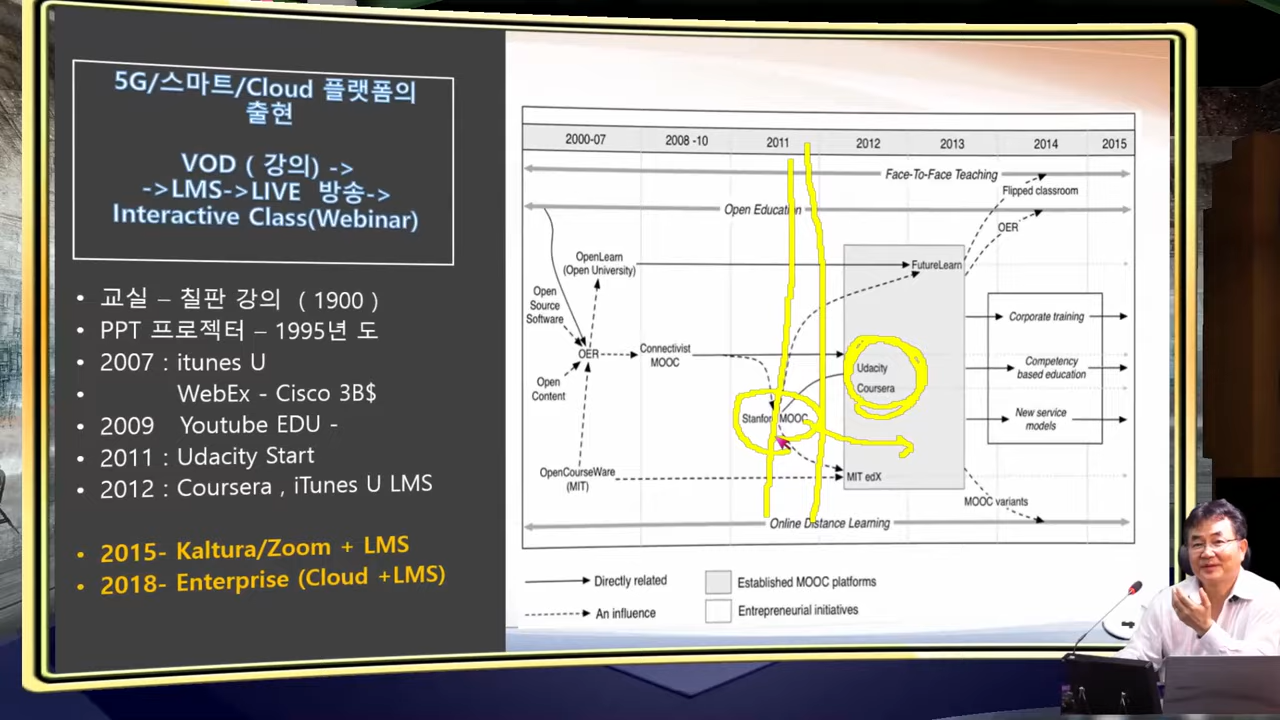 5G/스마트/Cloud 플랫폼의
출현
VOD ( 강의) ->
->LMS->LIVE 방송->
Interactive Class(Webinar)
• 교실 – 칠판 강의 ( 1900 )
• PPT 프로젝터 – 1995년 도
• 2007 : itunes U
• WebEx - Cisco 3B$
• 2009 Youtube EDU -
• 2011 : Udacity Start
• 2012 : Coursera , iTunes U LMS
• 2015- Kaltura/Zoom + LMS
• 2018- Enterprise (Cloud +LMS)
2000-07 2008 -10 2011 2012 2013 2014 2015
Face-To-Face Teaching
Flipped classroom
Open Education
OER
OpenLearn
(Open University)
FutureLearn
Open
Source
Software
OER
Connectivist
MOOC
Open
Content
Stanford MOOC
Udacity
Coursera
Corporate training
Competency
based education
New service
models
OpenCourseWare
(MIT)
MIT edX
MOOC variants
Online Distance Learning
Directly related
Established MOOC platforms
An influence
Entrepreneurial initiatives